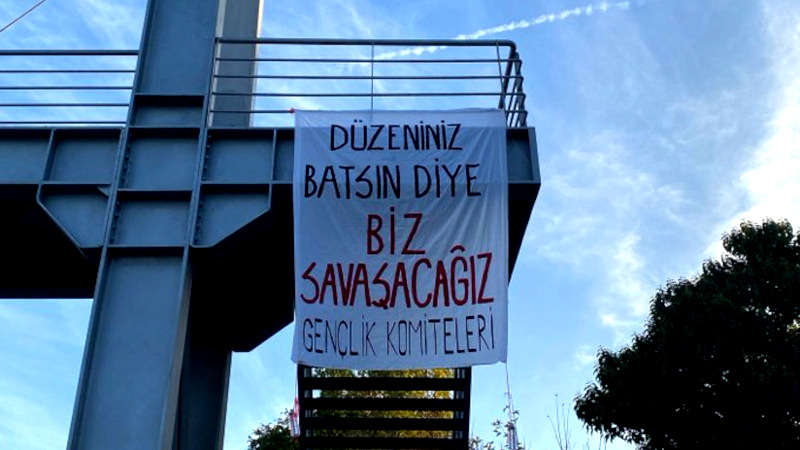 DÜZENİNİZ
BATSIN DİYE
BİZ
SAVAŞACAĞIZ
GENÇLİK KOMİTELERİ